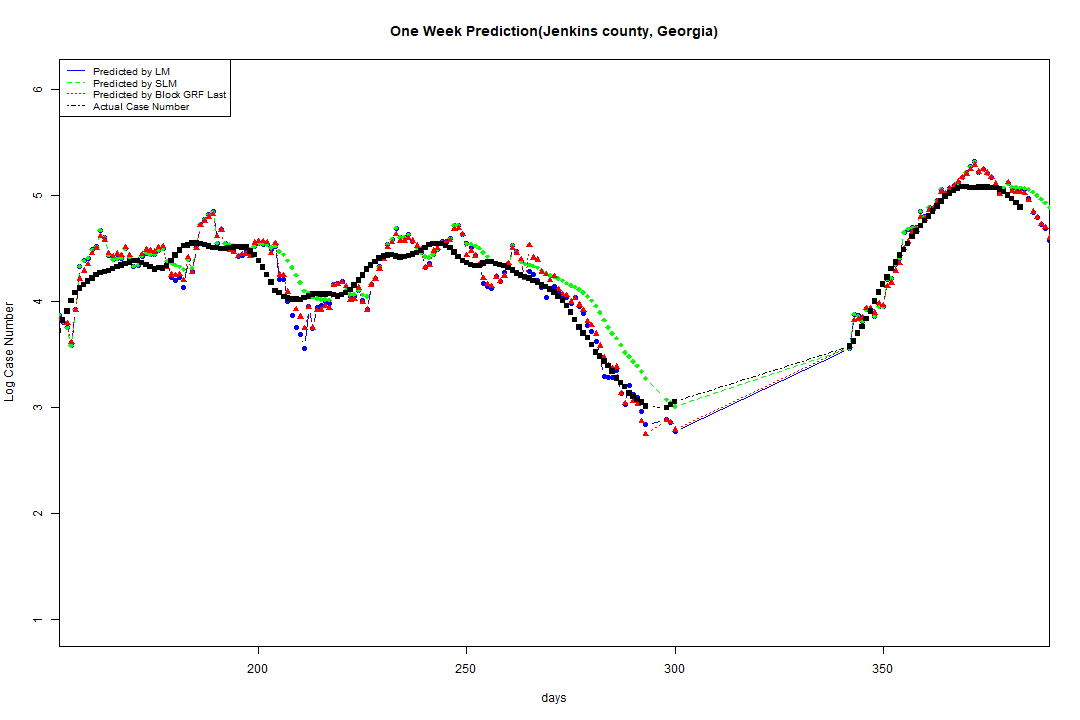 One Week Prediction(Jenkins county, Georgia)
Predicted by LM
Predicted by SLM
Predicted by Block GRF Last
Actual Case Number
6
5
4
3
2
1
Log Case Number
200
250
300
350
days